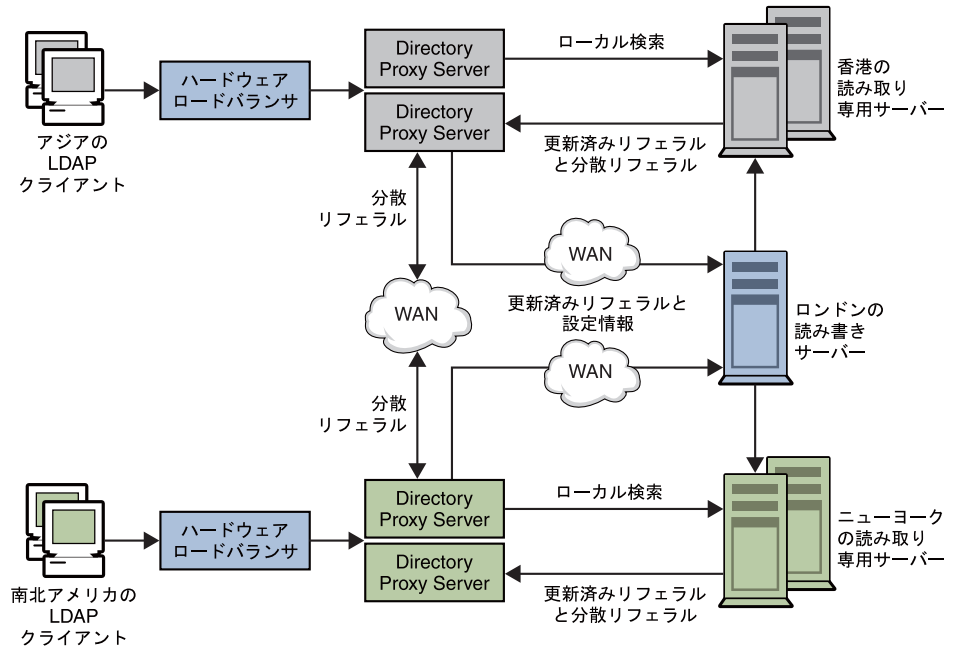 アジアの
LDAP
クライアント
ハードウェア
ロードバランサ
Directory
Proxy Server
Directory
Proxy Server
ローカル検索
更新済みリフェラル
と分散リフェラル
香港の
読み取り
専用サーバー
分散
リフェラル
WAN
WAN
更新済みリフェラルと
設定情報
WAN
ロンドンの
読み書き
サーバー
分散
リフェラル
南北アメリカの
LDAP
クライアント
ハードウェア
ロードバランサ
Directory
Proxy Server
Directory
Proxy Server
ローカル検索
更新済みリフェラル
と分散リフェラル
ニューヨーク
の読み取り
専用サーバー